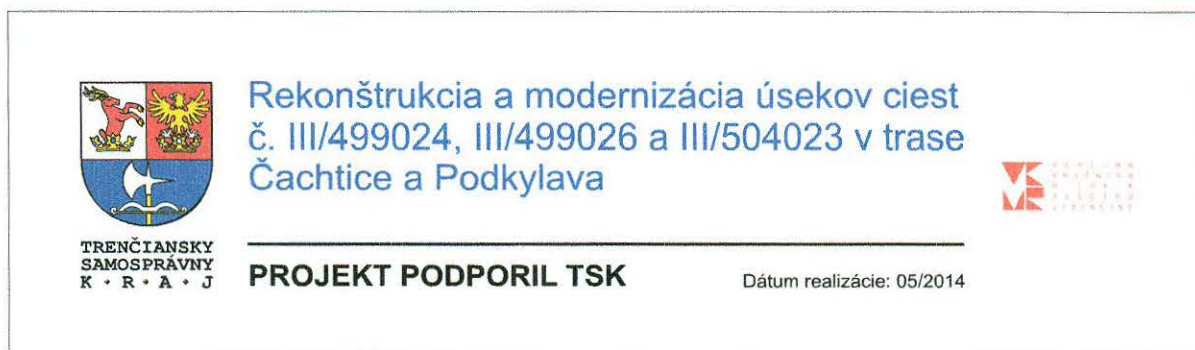 Rekonštrukcia a modernizácia úsekov ciest
č. III/499024, III/499026 a III/504023 v trase
Čachtice a Podkylava
TRENČIANSKY
SAMOSPRÁVNY
K · R · A · J
PROJEKT PODPORIL TSK
Dátum realizácie: 05/2014